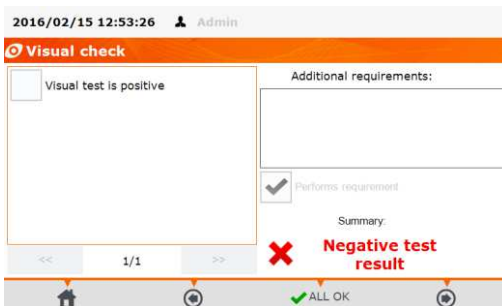 2016/02/15 12:53:26 Admin
Visual check
Visual test is positive
Additional requirements:
Performs requirement
Summary:
Negative test
result
<< 1/1 >>
ALL OK